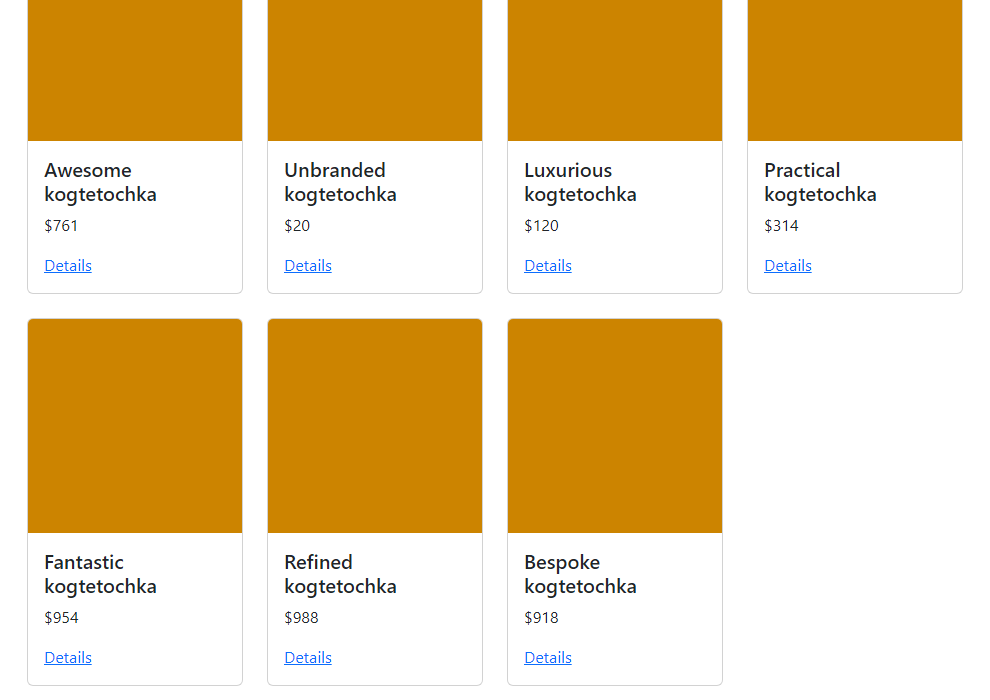 Awesome
kogtetochka
$761
Details
Unbranded
kogtetochka
$20
Details
Luxurious
kogtetochka
$120
Details
Practical
kogtetochka
$314
Details
Fantastic
kogtetochka
$954
Details
Refined
kogtetochka
$988
Details
Bespoke
kogtetochka
$918
Details